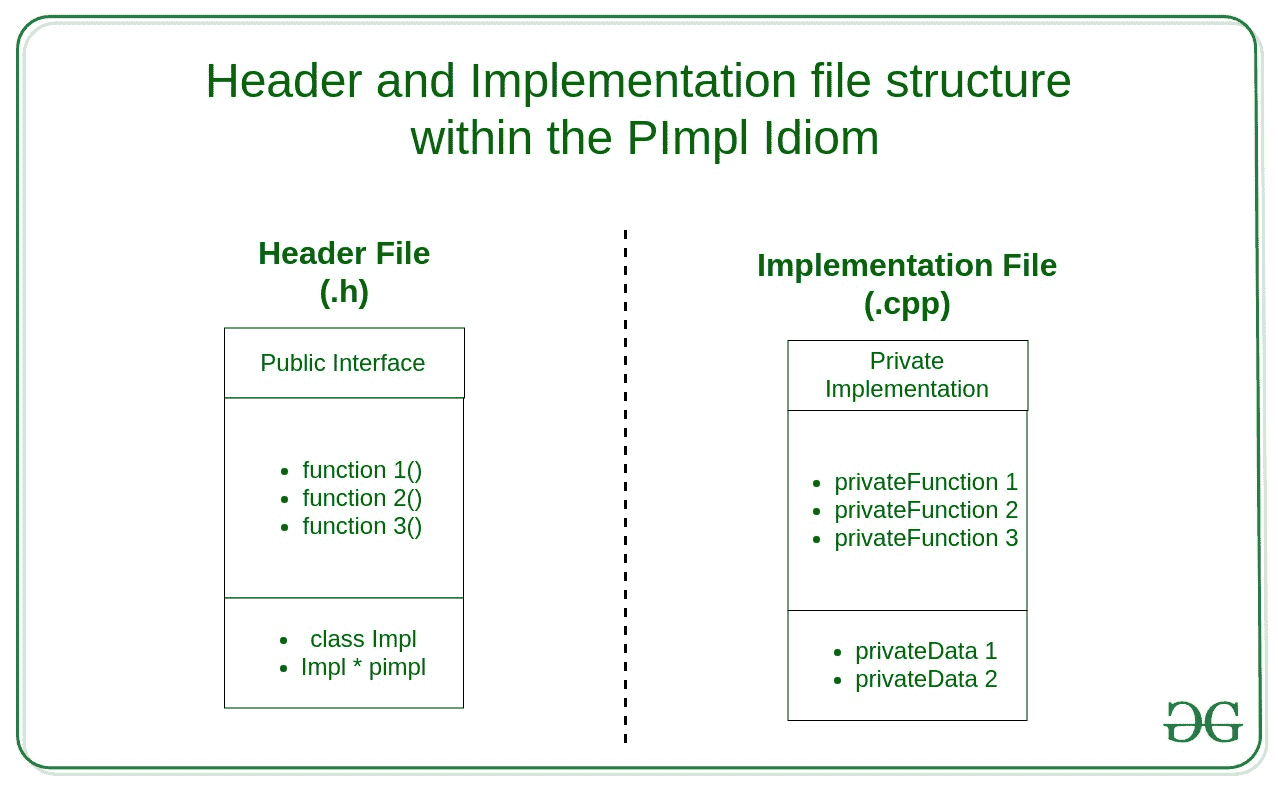 Header and Implementation file structure
within the PImpl Idiom
Header File
(.h)
Public Interface
• function 1()
• function 2()
• function 3()
• class Impl
• Impl * pimpl
Implementation File
(.cpp)
Private
Implementation
• privateFunction 1
• privateFunction 2
• privateFunction 3
• privateData 1
• privateData 2